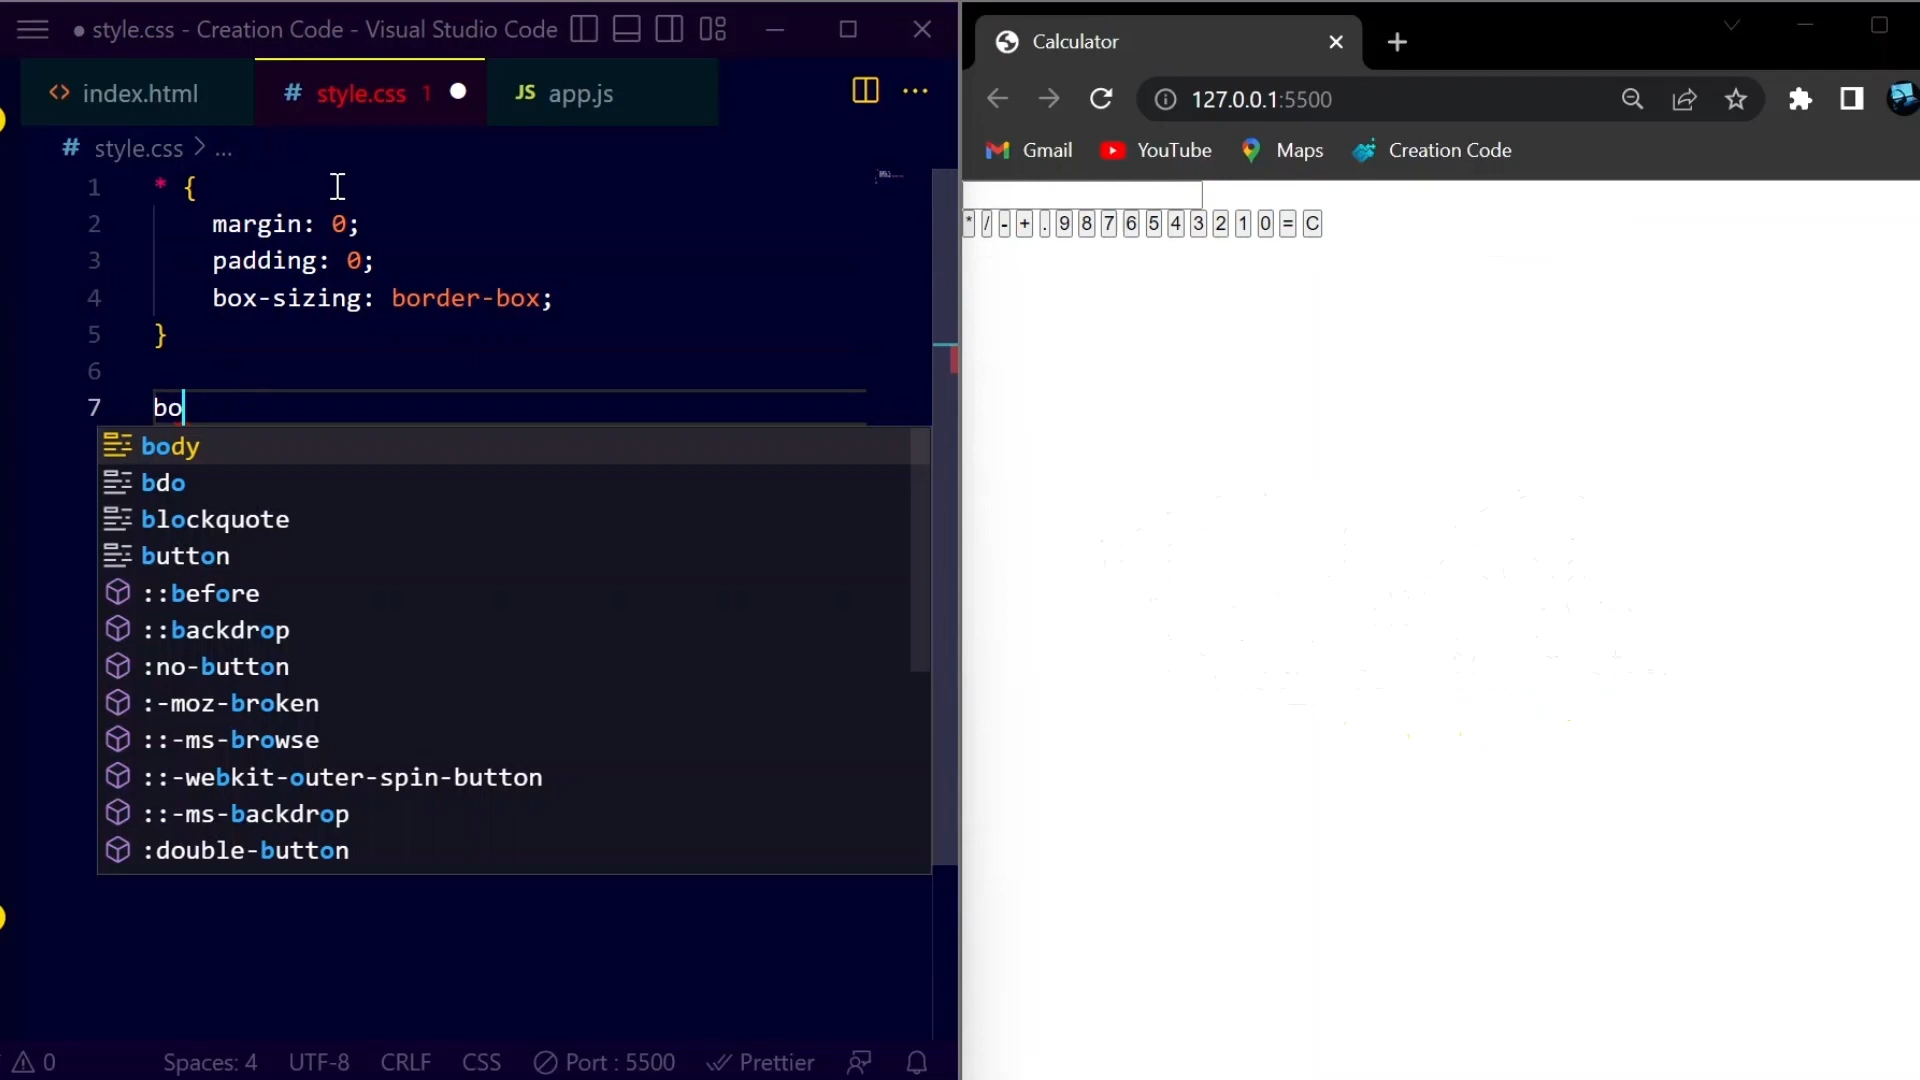 style.css - Creation Code - Visual Studio Code
index.html
# style.css 1
JS app.js
# style.css > ...
1 * {
2 margin: 0;
3 padding: 0;
4 box-sizing: border-box;
5 }
6
7 bo
body
bdo
blockquote
button
::before
::backdrop
:no-button
:-moz-broken
::-ms-browse
::-webkit-outer-spin-button
::-ms-backdrop
:double-button
0
Spaces: 4
UTF-8
CRLF
CSS
Port : 5500
Prettier
Calculator
127.0.0.1:5500
Gmail
YouTube
Maps
Creation Code
* / - + . 9 8 7 6 5 4 3 2 1 0 = C